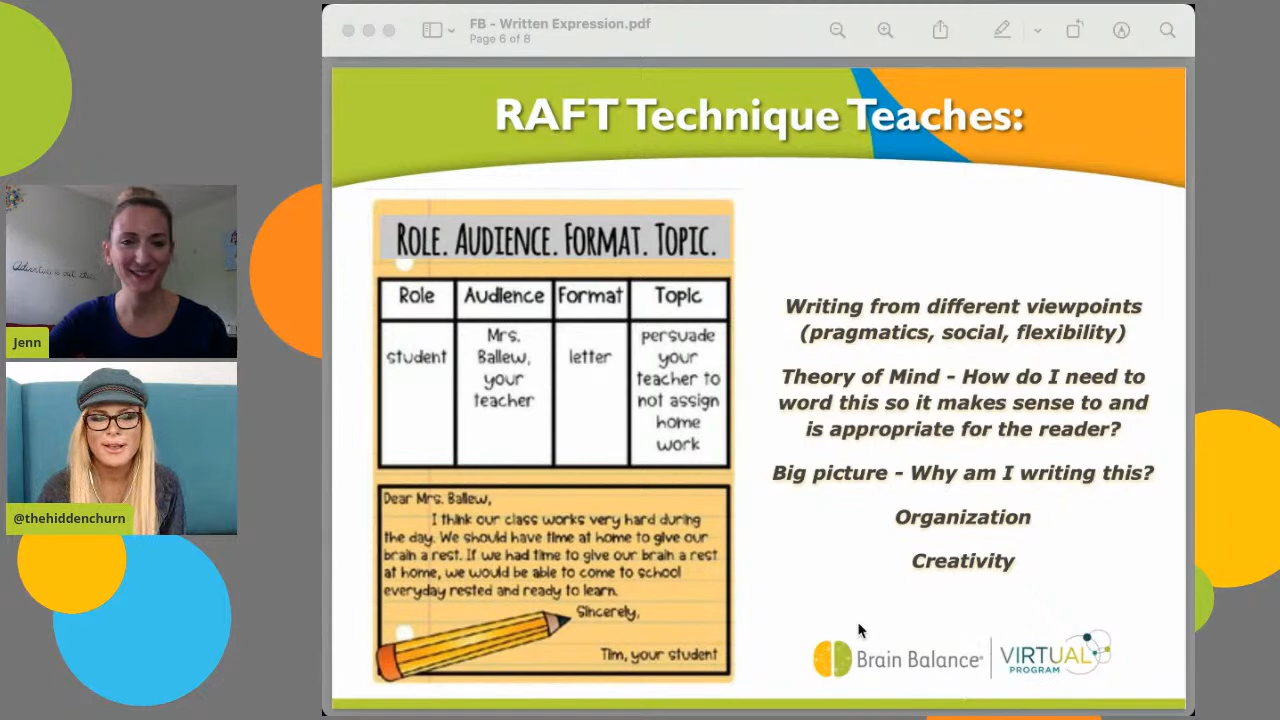 FB - Written Expression.pdf
Page 6 of 8
RAFT Technique Teaches:
ROLE. AUDIENCE. FORMAT. TOPIC.
Role Audience Format Topic
student
Mrs.
Ballew,
your
teacher
letter
persuade
your
teacher to
not assign
home
work
Dear Mrs. Ballew,
I think our class works very hard during
the day. We should have time at home to give our
brain a rest. If we had time to give our brain a rest
at home, we would be able to come to school
everyday rested and ready to learn.
Sincerely,
Tim, your student
Writing from different viewpoints
(pragmatics, social, flexibility)
Theory of Mind - How do I need to
word this so it makes sense to and
is appropriate for the reader?
Big picture - Why am I writing this?
Organization
Creativity
Brain Balance
VIRTUAL
PROGRAM
Jenn
@thehiddenchurn